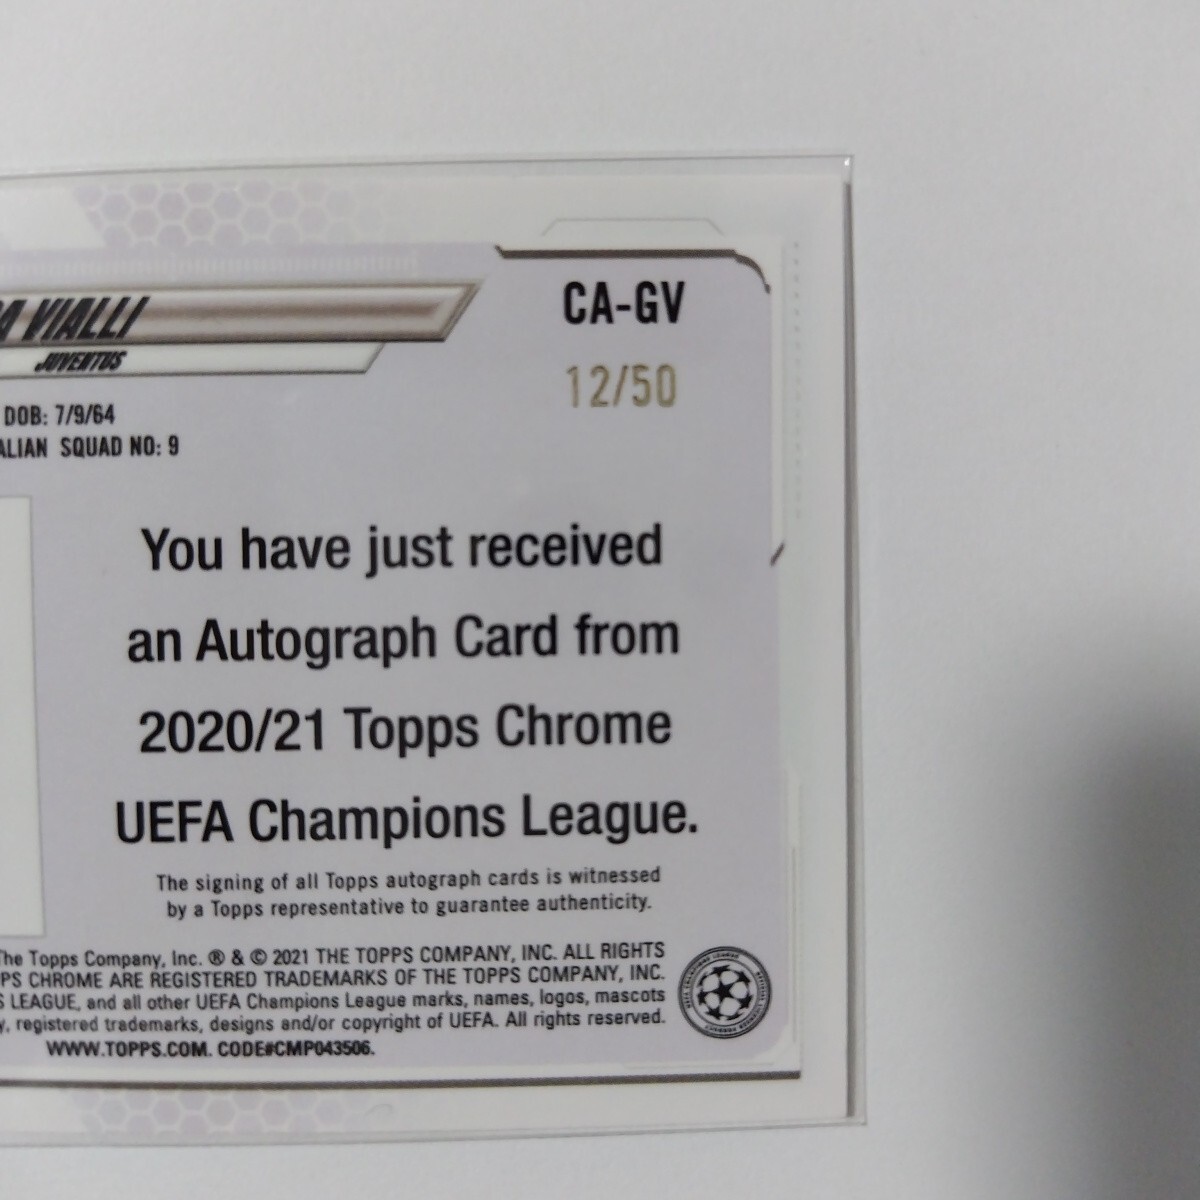 VIALLI
JUVENTUS
CA-GV
12/50
DOB: 7/9/64
SQUAD NO: 9
You have just received
an Autograph Card from
2020/21 Topps Chrome
UEFA Champions League.
The signing of all Topps autograph cards is witnessed
by a Topps representative to guarantee authenticity.
The Topps Company, Inc. ® & © 2021 THE TOPPS COMPANY, INC. ALL RIGHTS
CHROME ARE REGISTERED TRADEMARKS OF THE TOPPS COMPANY, INC.
LEAGUE, and all other UEFA Champions League marks, names, logos, mascots
registered trademarks, designs and/or copyright of UEFA. All rights reserved.
WWW.TOPPS.COM. CODE#CMP043506.